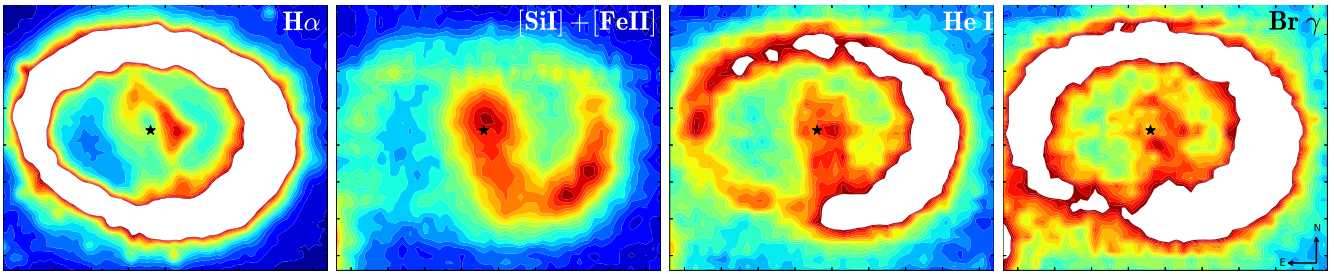 Hα
[SiI]+[FeII]
He I
Br γ
N
E